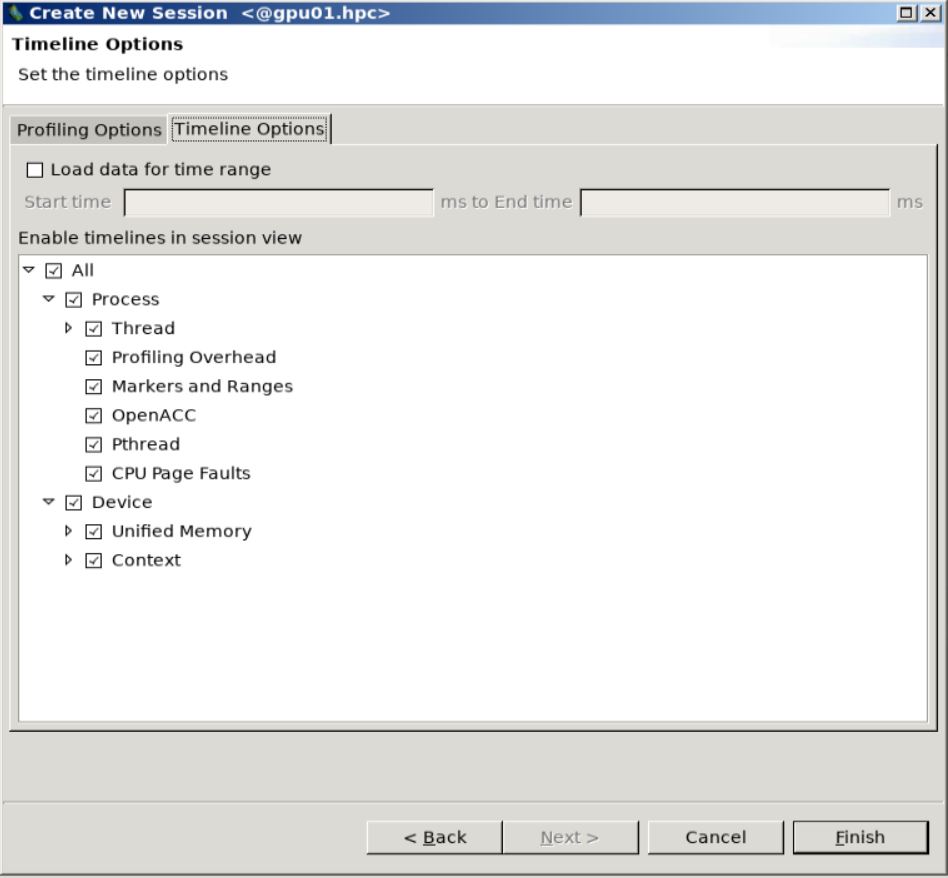 Create New Session <@gpu01.hpc>
Timeline Options
Set the timeline options
Profiling Options Timeline Options
Load data for time range
Start time ms to End time ms
Enable timelines in session view
All
Process
Thread
Profiling Overhead
Markers and Ranges
OpenACC
Pthread
CPU Page Faults
Device
Unified Memory
Context
< Back Next > Cancel Finish